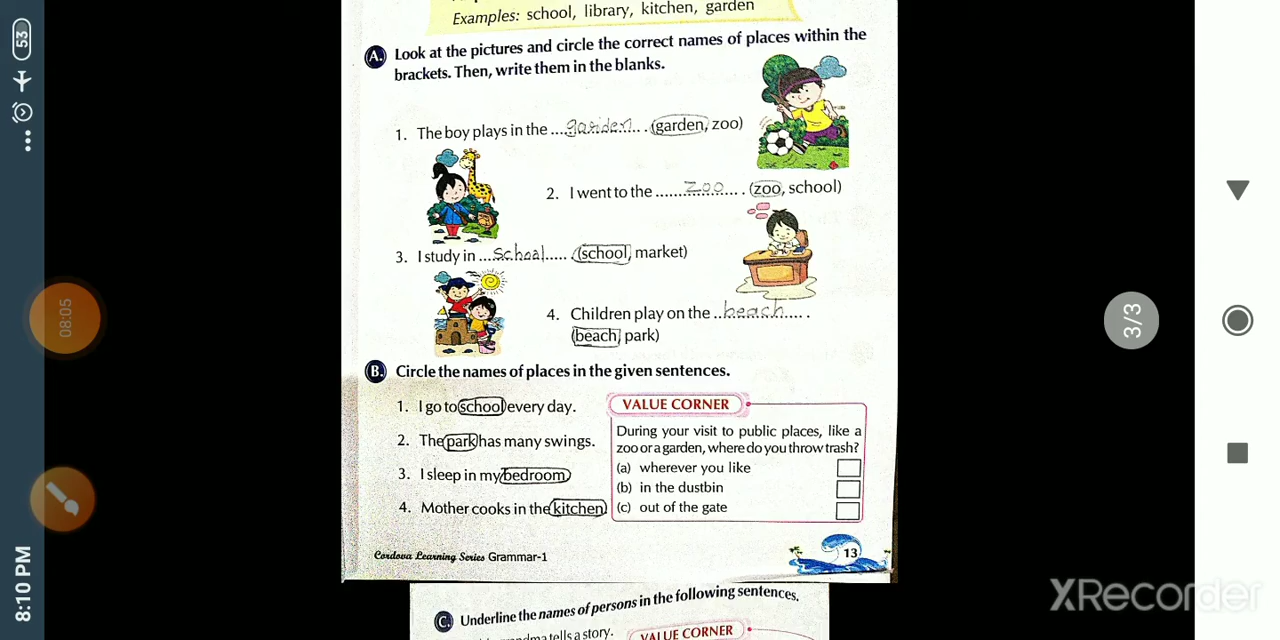 Examples: school, library, kitchen, garden
A. Look at the pictures and circle the correct names of places within the
brackets. Then, write them in the blanks.
1. The boy plays in the ....garden.... . (garden, zoo)
2. I went to the ......zoo.... . (zoo, school)
3. I study in ...school..... . (school, market)
4. Children play on the ..beach.... .
(beach, park)
B. Circle the names of places in the given sentences.
1. I go to school every day.
2. The park has many swings.
3. I sleep in my bedroom.
4. Mother cooks in the kitchen.
VALUE CORNER
During your visit to public places, like a
zoo or a garden, where do you throw trash?
(a) wherever you like
(b) in the dustbin
(c) out of the gate
Cordova Learning Series Grammar-1
13
C. Underline the names of persons in the following sentences.
tells a story.
VALUE CORNER
53
08:05
8:10 PM
3/3
XRecorder